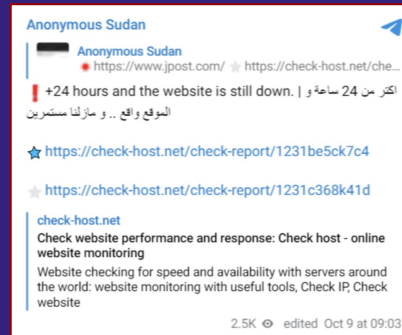 Anonymous Sudan
Anonymous Sudan
https://www.jpost.com/ https://check-host.net/che...
❗ +24 hours and the website is still down. | اكثر من 24 ساعة و
الموقع واقع .. و مازلنا مستمرين
https://check-host.net/check-report/1231be5ck7c4
https://check-host.net/check-report/1231c368k41d
check-host.net
Check website performance and response: Check host - online
website monitoring
Website checking for speed and availability with servers around
the world: website monitoring with useful tools, Check IP, Check
website
2.5K edited Oct 9 at 09:03